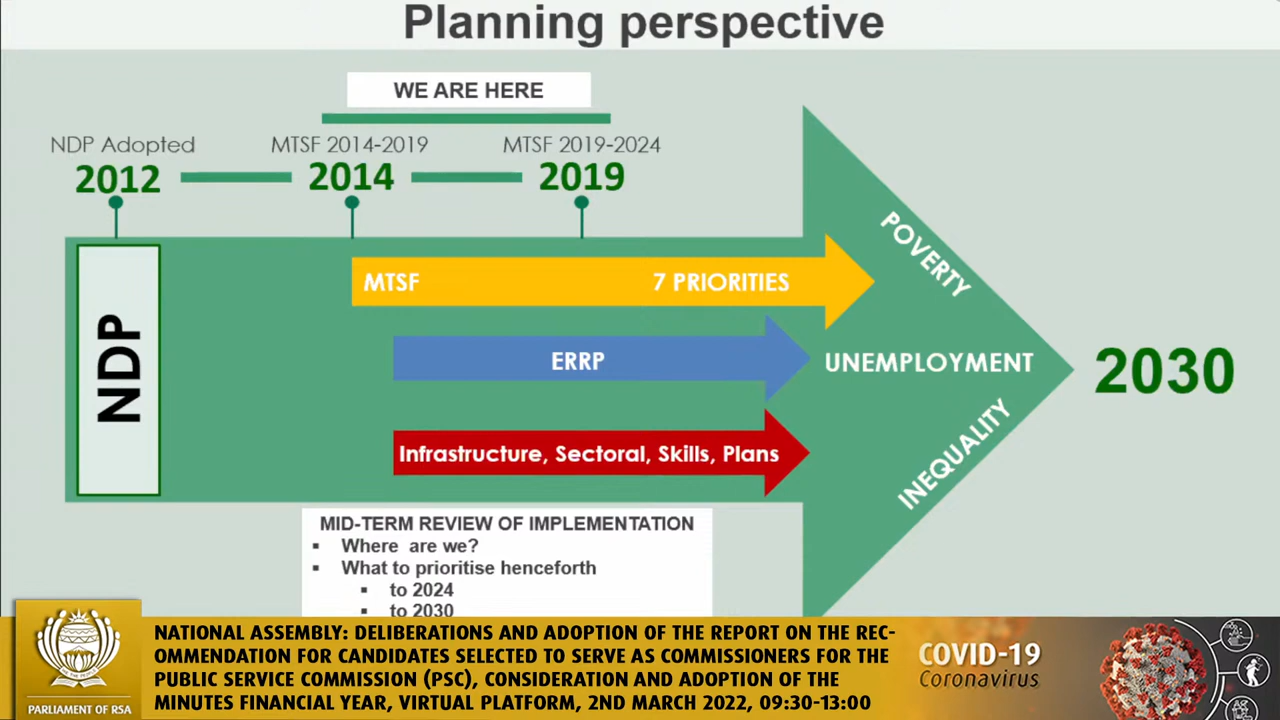 Planning perspective
WE ARE HERE
NDP Adopted
2012
MTSF 2014-2019
2014
MTSF 2019-2024
2019
NDP
MTSF 7 PRIORITIES
ERRP
Infrastructure, Sectoral, Skills, Plans
POVERTY
UNEMPLOYMENT
INEQUALITY
2030
MID-TERM REVIEW OF IMPLEMENTATION
▪ Where are we?
▪ What to prioritise henceforth
▪ to 2024
▪ to 2030
PARLIAMENT OF RSA
NATIONAL ASSEMBLY: DELIBERATIONS AND ADOPTION OF THE REPORT ON THE REC-
OMMENDATION FOR CANDIDATES SELECTED TO SERVE AS COMMISSIONERS FOR THE
PUBLIC SERVICE COMMISSION (PSC), CONSIDERATION AND ADOPTION OF THE
MINUTES FINANCIAL YEAR, VIRTUAL PLATFORM, 2ND MARCH 2022, 09:30-13:00
COVID-19
Coronavirus